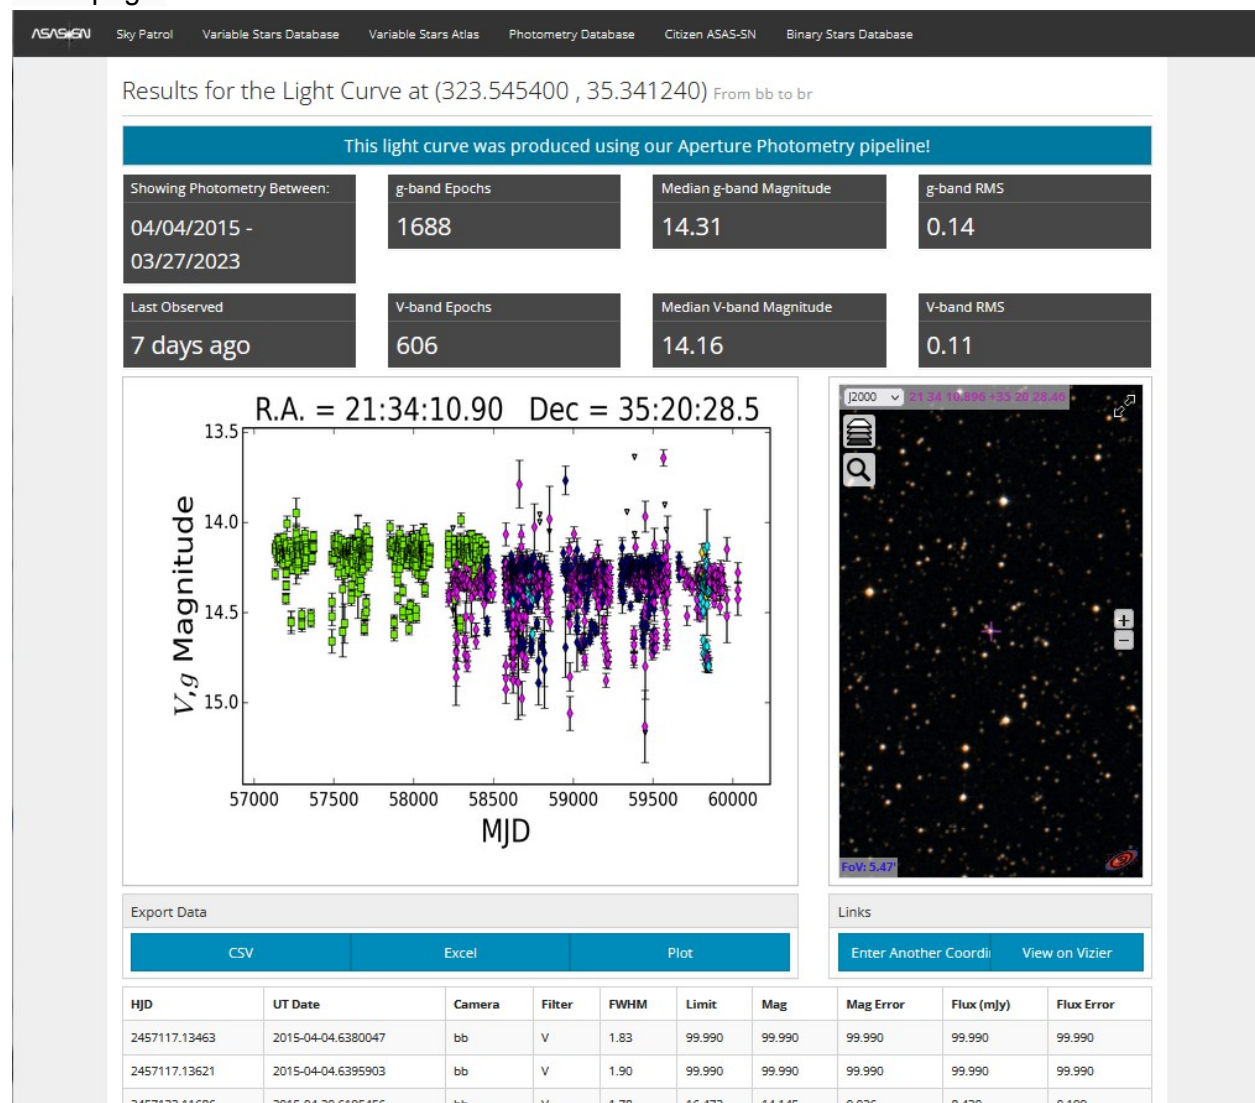 ASAS-SN Sky Patrol Variable Stars Database Variable Stars Atlas Photometry Database Citizen ASAS-SN Binary Stars Database
Results for the Light Curve at (323.545400 , 35.341240) From bb to br
This light curve was produced using our Aperture Photometry pipeline!
Showing Photometry Between:
04/04/2015 -
03/27/2023
g-band Epochs
1688
Median g-band Magnitude
14.31
g-band RMS
0.14
Last Observed
7 days ago
V-band Epochs
606
Median V-band Magnitude
14.16
V-band RMS
0.11
R.A. = 21:34:10.90 Dec = 35:20:28.5
13.5
14.0
14.5
15.0
V,g Magnitude
57000 57500 58000 58500 59000 59500 60000
MJD
J2000 21 34 10.896 +35 20 28.46
+
−
FoV: 5.47'
Export Data
CSV Excel Plot
Links
Enter Another Coordi View on Vizier
HJD UT Date Camera Filter FWHM Limit Mag Mag Error Flux (mJy) Flux Error
2457117.13463 2015-04-04.6380047 bb V 1.83 99.990 99.990 99.990 99.990 99.990
2457117.13621 2015-04-04.6395903 bb V 1.90 99.990 99.990 99.990 99.990 99.990